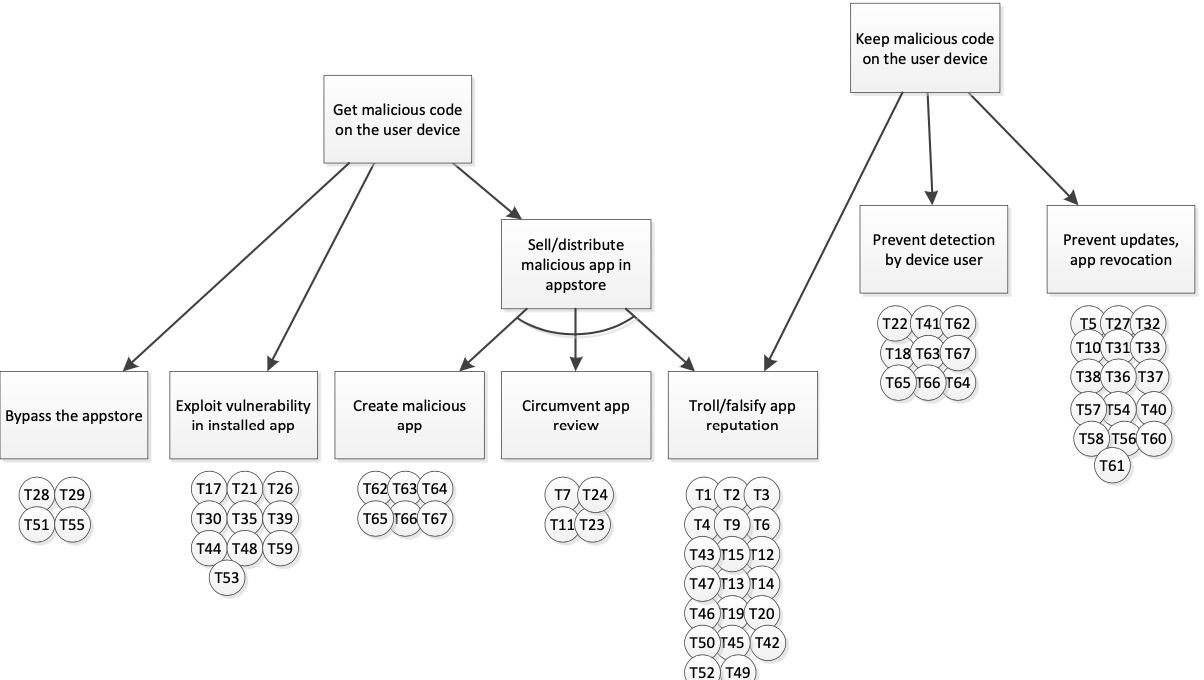 Keep malicious code
on the user device
Get malicious code
on the user device
Sell/distribute
malicious app in
appstore
Prevent detection
by device user
Prevent updates,
app revocation
T22 T41 T62
T18 T63 T67
T65 T66 T64
T5 T27 T32
T10 T31 T33
T38 T36 T37
T57 T54 T40
T58 T56 T60
T61
Bypass the appstore
Exploit vulnerability
in installed app
Create malicious
app
Circumvent app
review
Troll/falsify app
reputation
T28 T29
T51 T55
T17 T21 T26
T30 T35 T39
T44 T48 T59
T53
T62 T63 T64
T65 T66 T67
T7 T24
T11 T23
T1 T2 T3
T4 T9 T6
T43 T15 T12
T47 T13 T14
T46 T19 T20
T50 T45 T42
T52 T49